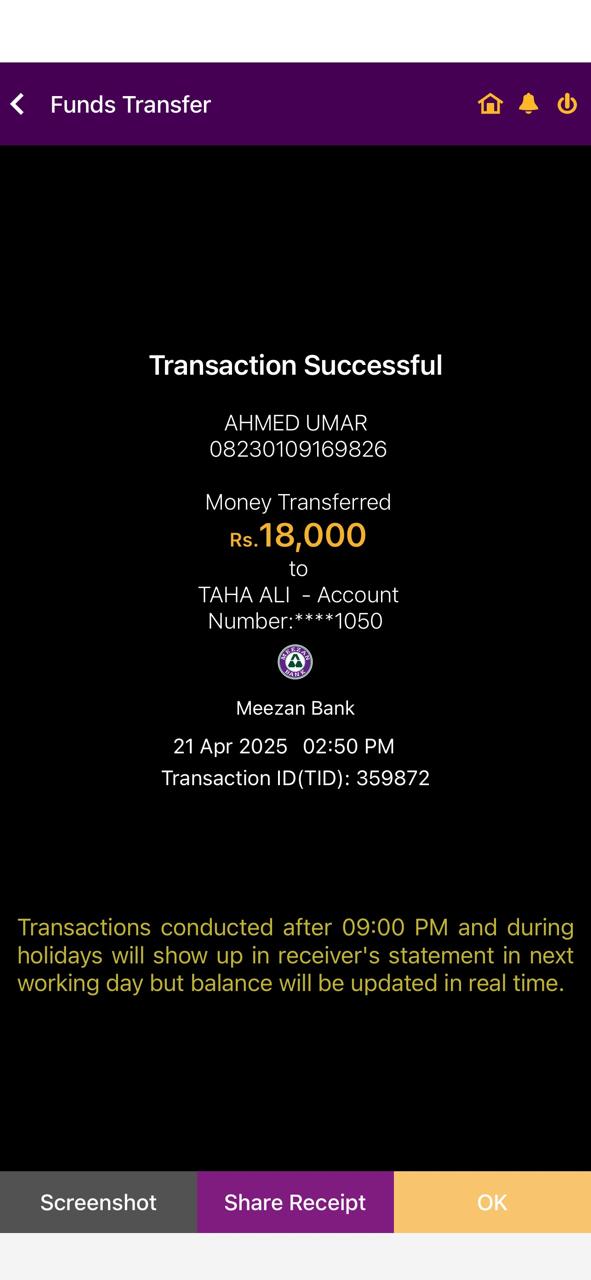 Funds Transfer
Transaction Successful
AHMED UMAR
08230109169826
Money Transferred
Rs.18,000
to
TAHA ALI - Account
Number:****1050
MEEZAN
BANK
Meezan Bank
21 Apr 2025 02:50 PM
Transaction ID(TID): 359872
Transactions conducted after 09:00 PM and during
holidays will show up in receiver's statement in next
working day but balance will be updated in real time.
Screenshot
Share Receipt
OK